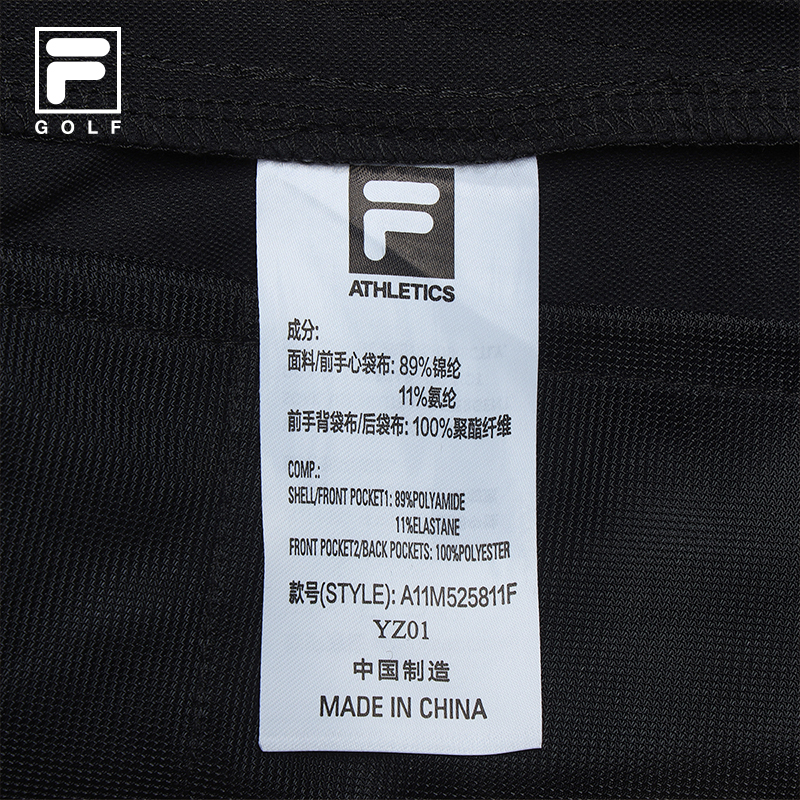 F
GOLF
F
ATHLETICS
成分:
面料/前手心袋布: 89%锦纶
11%氨纶
前手背袋布/后袋布: 100%聚酯纤维
COMP.:
SHELL/FRONT POCKET1: 89%POLYAMIDE
11%ELASTANE
FRONT POCKET2/BACK POCKETS: 100%POLYESTER
款号(STYLE): A11M525811F
YZ01
中国制造
MADE IN CHINA